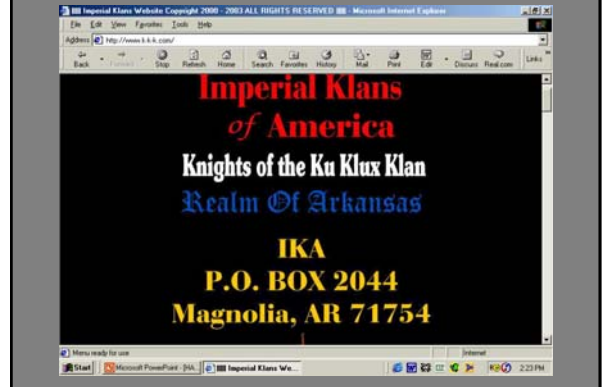 Imperial Klans Website Copyright 2000 - 2003 ALL RIGHTS RESERVED - Microsoft Internet Explorer
File Edit View Favorites Tools Help
Address http://www.k-k-k.com/
Back Forward Stop Refresh Home Search Favorites History Mail Print Edit Discuss Real.com Links
Imperial Klans
of America
Knights of the Ku Klux Klan
Realm Of Arkansas
IKA
P.O. BOX 2044
Magnolia, AR 71754
Menu ready for use Internet
Start Microsoft PowerPoint - [HA... Imperial Klans We... 2:23 PM